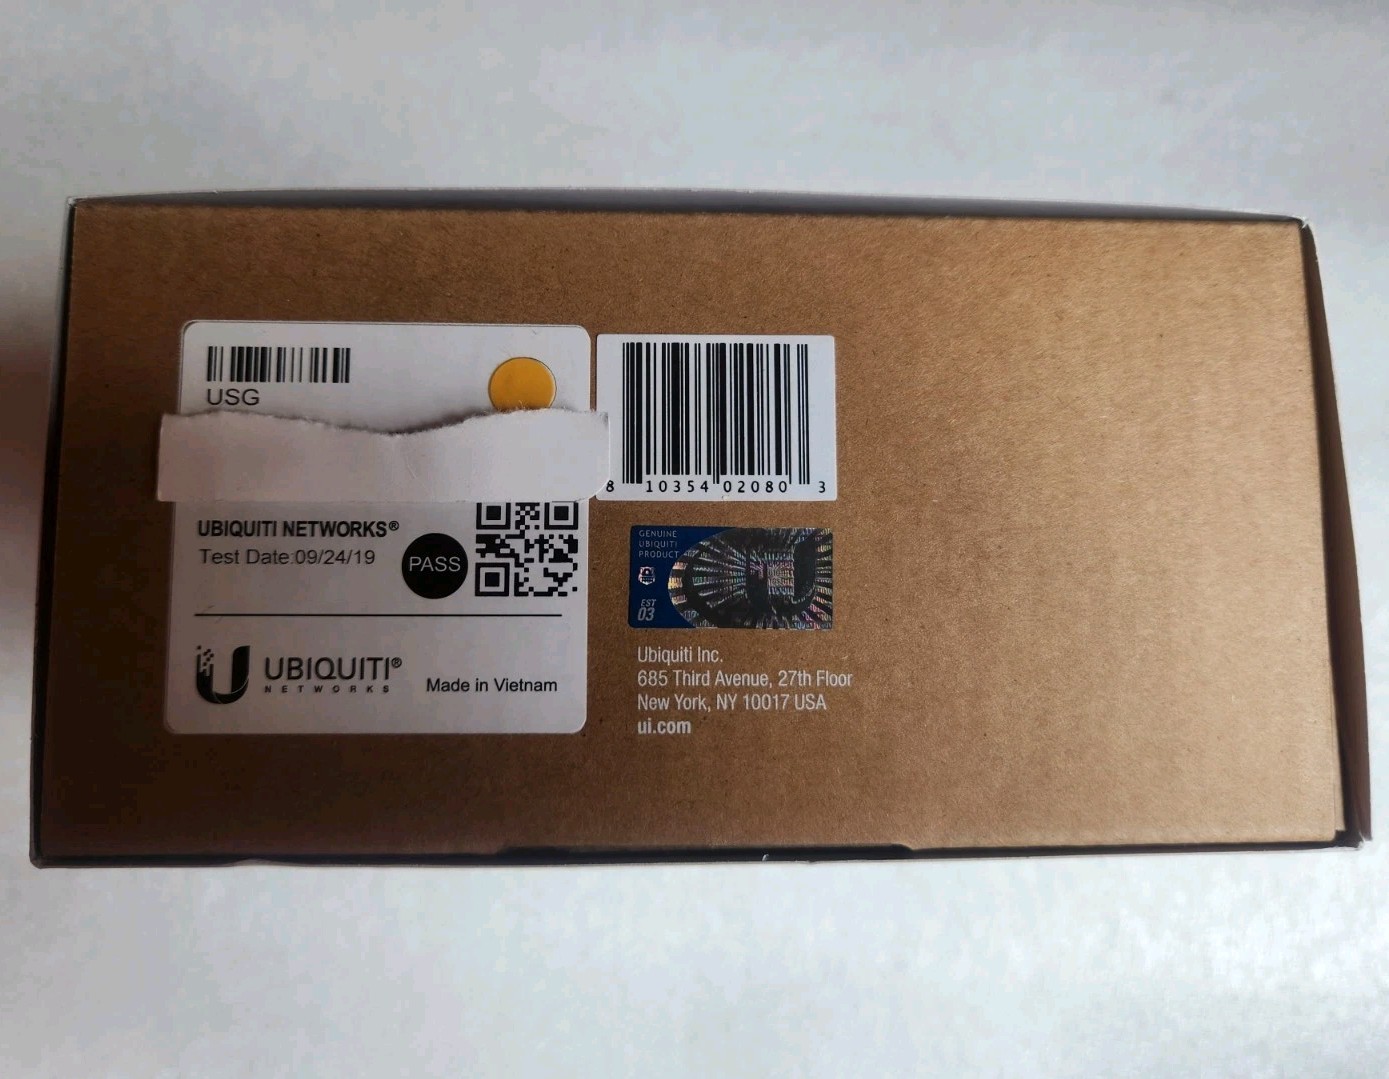 USG
UBIQUITI NETWORKS®
Test Date:09/24/19
PASS
UBIQUITI®
NETWORKS
Made in Vietnam
8 10354 02080 3
GENUINE
UBIQUITI
PRODUCT
EST
03
Ubiquiti Inc.
685 Third Avenue, 27th Floor
New York, NY 10017 USA
ui.com